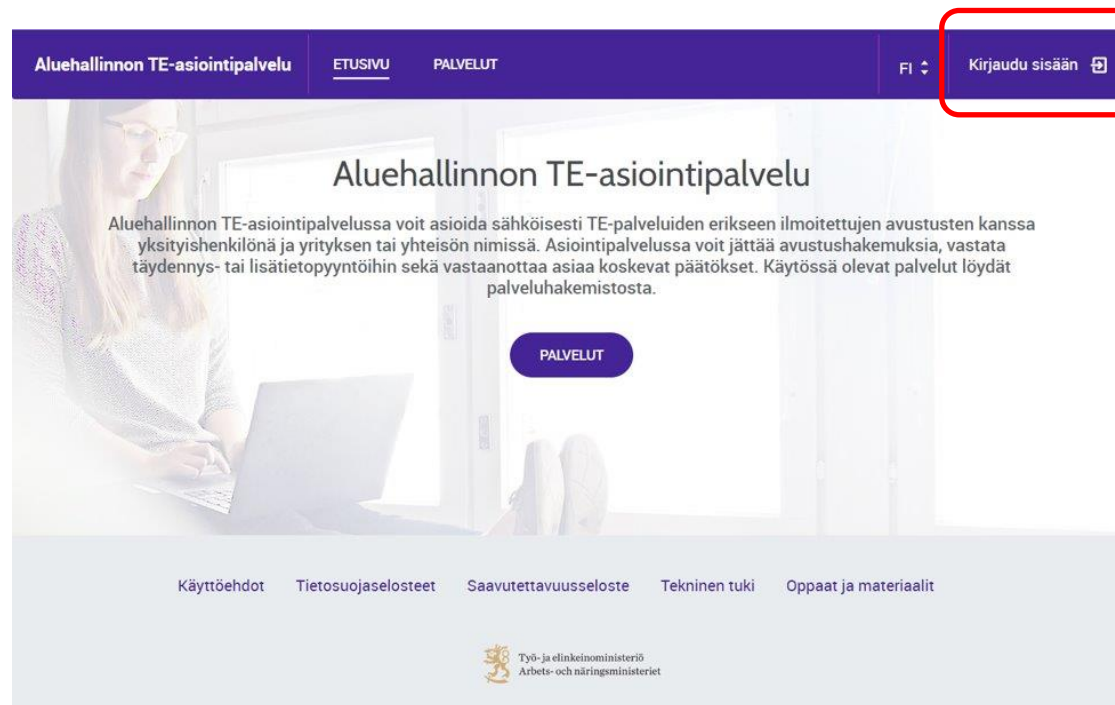 Aluehallinnon TE-asiointipalvelu ETUSIVU PALVELUT FI Kirjaudu sisään
Aluehallinnon TE-asiointipalvelu
Aluehallinnon TE-asiointipalvelussa voit asioida sähköisesti TE-palveluiden erikseen ilmoitettujen avustusten kanssa
yksityishenkilönä ja yrityksen tai yhteisön nimissä. Asiointipalvelussa voit jättää avustushakemuksia, vastata
täydennys- tai lisätietopyyntöihin sekä vastaanottaa asiaa koskevat päätökset. Käytössä olevat palvelut löydät
palveluhakemistosta.
PALVELUT
Käyttöehdot Tietosuojaselosteet Saavutettavuusseloste Tekninen tuki Oppaat ja materiaalit
Työ- ja elinkeinoministeriö
Arbets- och näringsministeriet